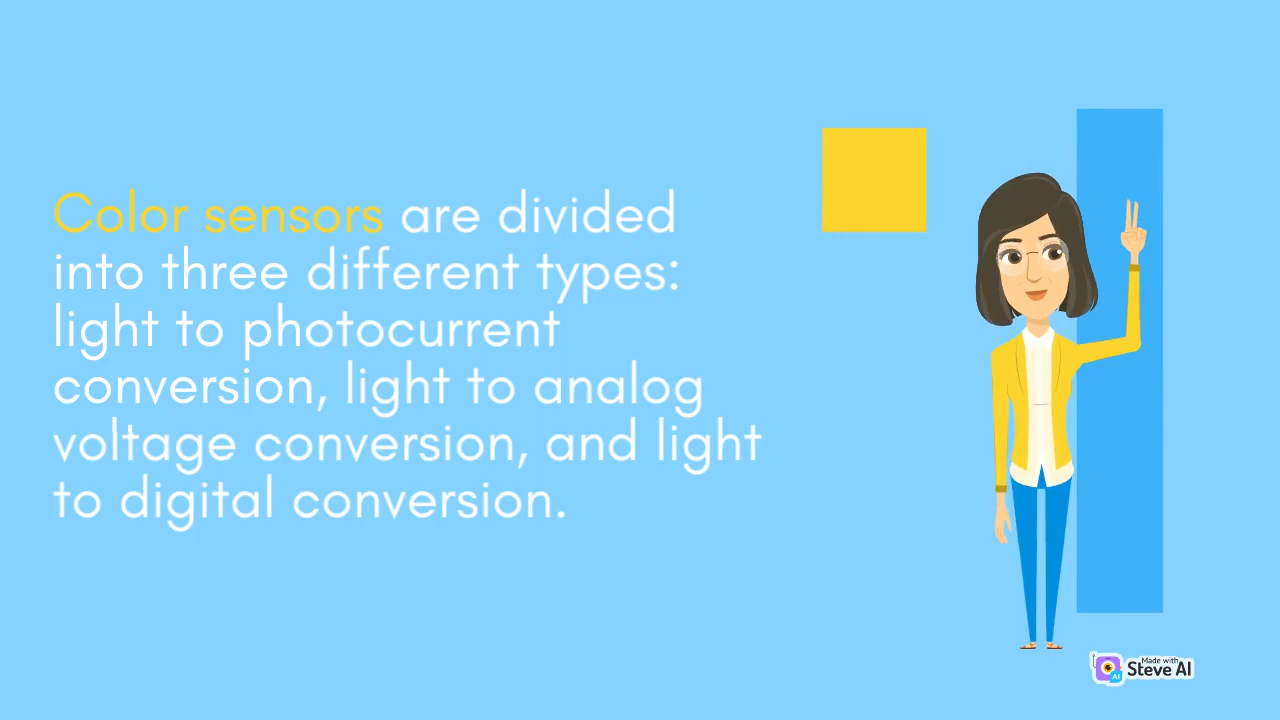 Color sensors are divided
into three different types:
light to photocurrent
conversion, light to analog
voltage conversion, and light
to digital conversion.
Made with
Steve AI
AI